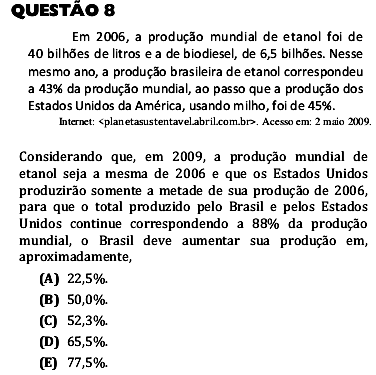 QUESTÃO 8
Em 2006, a produção mundial de etanol foi de
40 bilhões de litros e a de biodiesel, de 6,5 bilhões. Nesse
mesmo ano, a produção brasileira de etanol correspondeu
a 43% da produção mundial, ao passo que a produção dos
Estados Unidos da América, usando milho, foi de 45%.
Internet: <planetasustentavel.abril.com.br>. Acesso em: 2 maio 2009.
Considerando que, em 2009, a produção mundial de
etanol seja a mesma de 2006 e que os Estados Unidos
produzirão somente a metade de sua produção de 2006,
para que o total produzido pelo Brasil e pelos Estados
Unidos continue correspondendo a 88% da produção
mundial, o Brasil deve aumentar sua produção em,
aproximadamente,
(A) 22,5%.
(B) 50,0%.
(C) 52,3%.
(D) 65,5%.
(E) 77,5%.